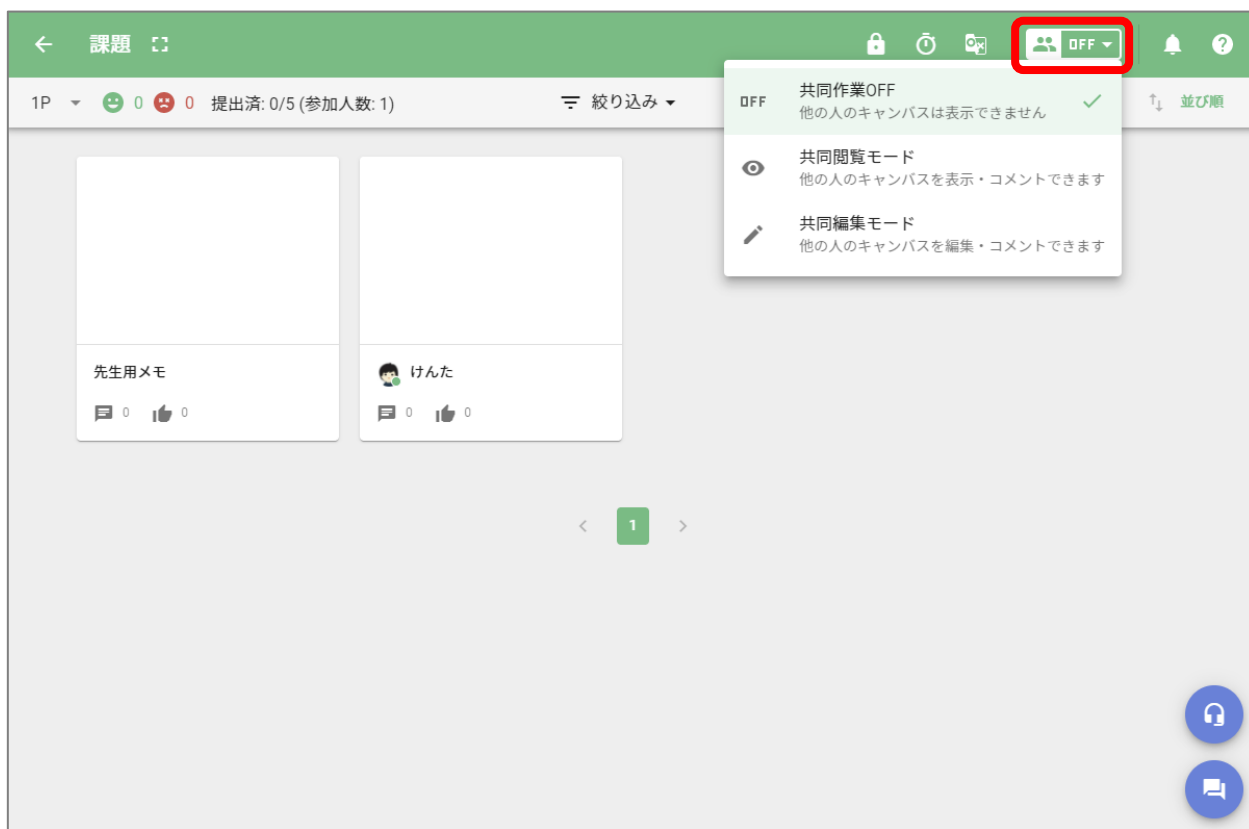 課題
OFF
1P 0 0 提出済: 0/5 (参加人数: 1)
絞り込み
並び順
OFF
共同作業OFF
他の人のキャンバスは表示できません
共同閲覧モード
他の人のキャンバスを表示・コメントできます
共同編集モード
他の人のキャンバスを編集・コメントできます
先生用メモ
0 0
けんた
0 0
1